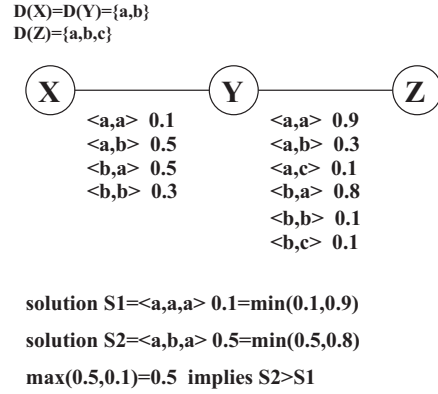 D(X)=D(Y)={a,b}
D(Z)={a,b,c}
X Y Z
<a,a> 0.1 <a,a> 0.9
<a,b> 0.5 <a,b> 0.3
<b,a> 0.5 <a,c> 0.1
<b,b> 0.3 <b,a> 0.8
<b,b> 0.1
<b,c> 0.1
solution S1=<a,a,a> 0.1=min(0.1,0.9)
solution S2=<a,b,a> 0.5=min(0.5,0.8)
max(0.5,0.1)=0.5 implies S2>S1